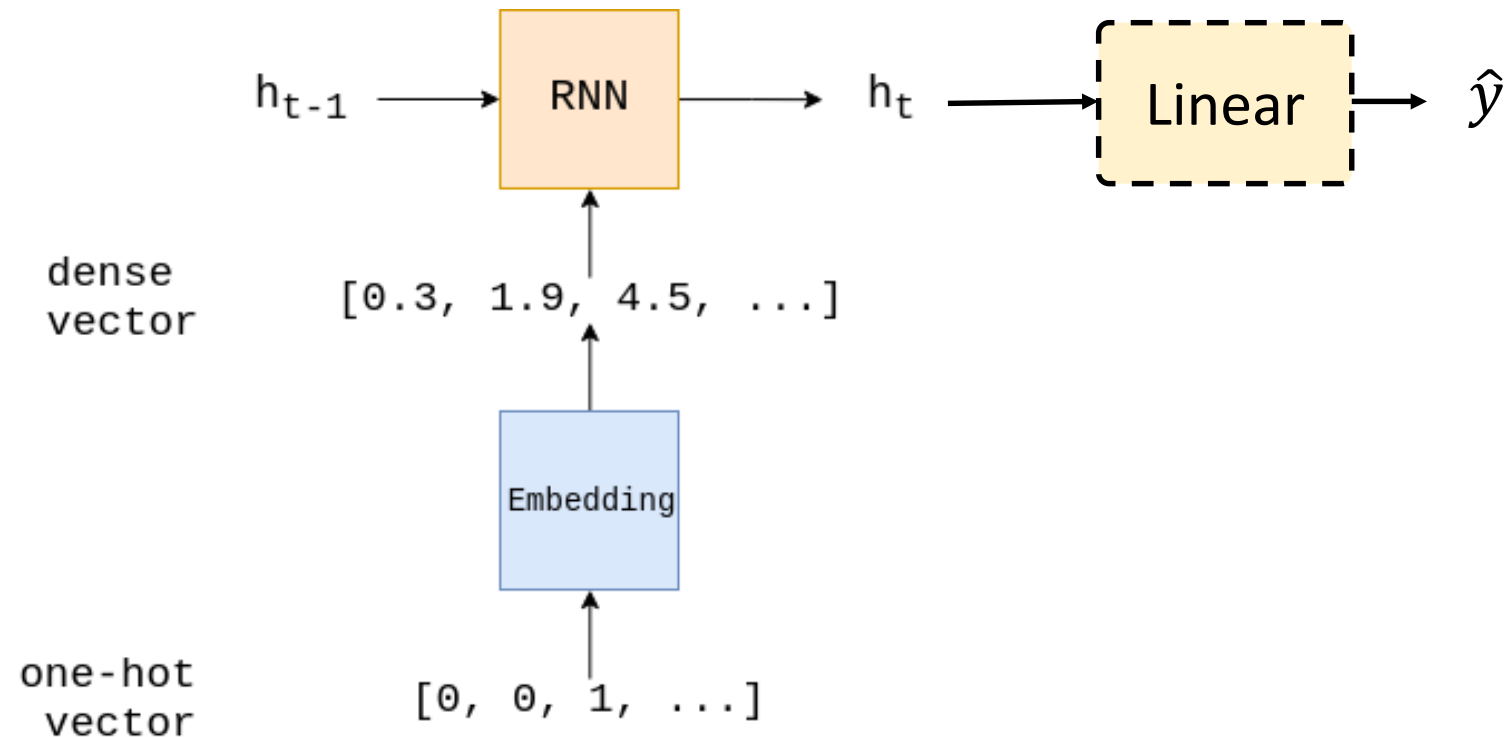 h_{t-1}
RNN
h_t
Linear
ŷ
dense
vector
[0.3, 1.9, 4.5, ...]
Embedding
one-hot
vector
[0, 0, 1, ...]